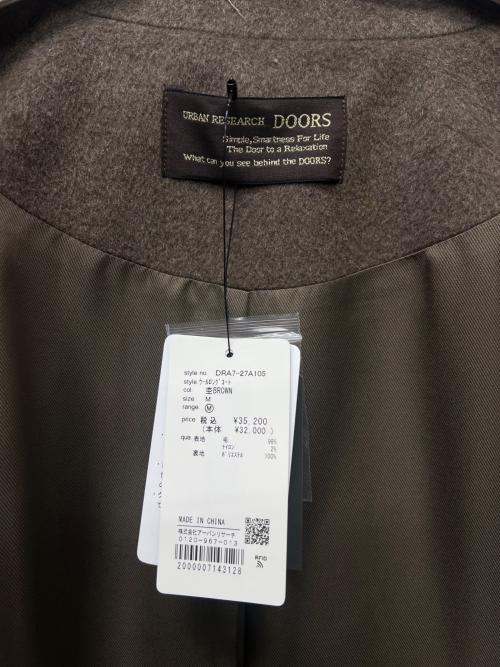 URBAN RESEARCH DOORS
Simple,Smartness For Life
The Door to a Relaxation
What can you see behind the DOORS?
style no DRA7-27A105
style ｳｰﾙﾛﾝｸﾞｺｰﾄ
col 杢BROWN
size M
range Ⓜ
price 税込 ¥35,200
(本体 ¥32,000 )
qua 表地 毛 98%
ﾅｲﾛﾝ 2%
裏地 ﾎﾟﾘｴｽﾃﾙ 100%
MADE IN CHINA
株式会社アーバンリサーチ
0120-967-013
RFID
2000007143128